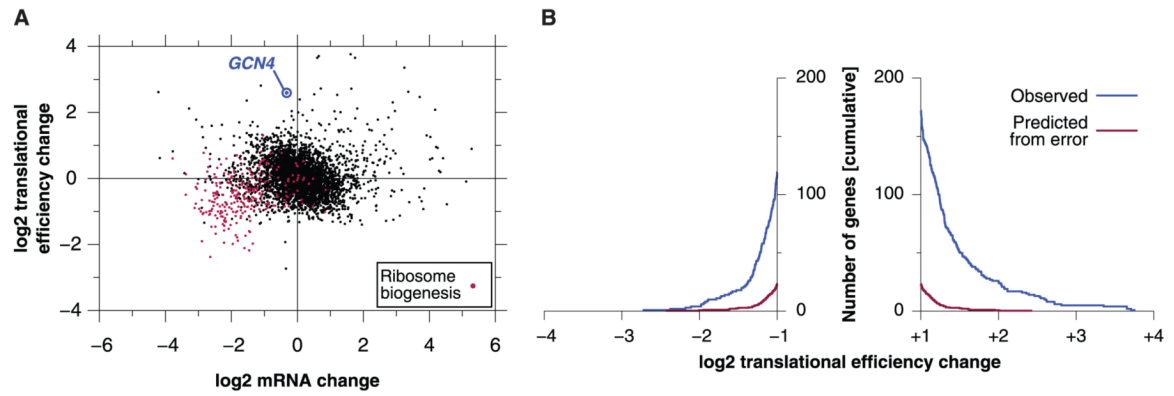 A
log2 translational
efficiency change
4
2
0
−2
−4
GCN4
Ribosome
biogenesis
−6
−4
−2
0
2
4
6
log2 mRNA change
B
200
100
0
−4
−3
−2
−1
Number of genes [cumulative]
200
100
0
+1
+2
+3
+4
Observed
Predicted
from error
log2 translational efficiency change